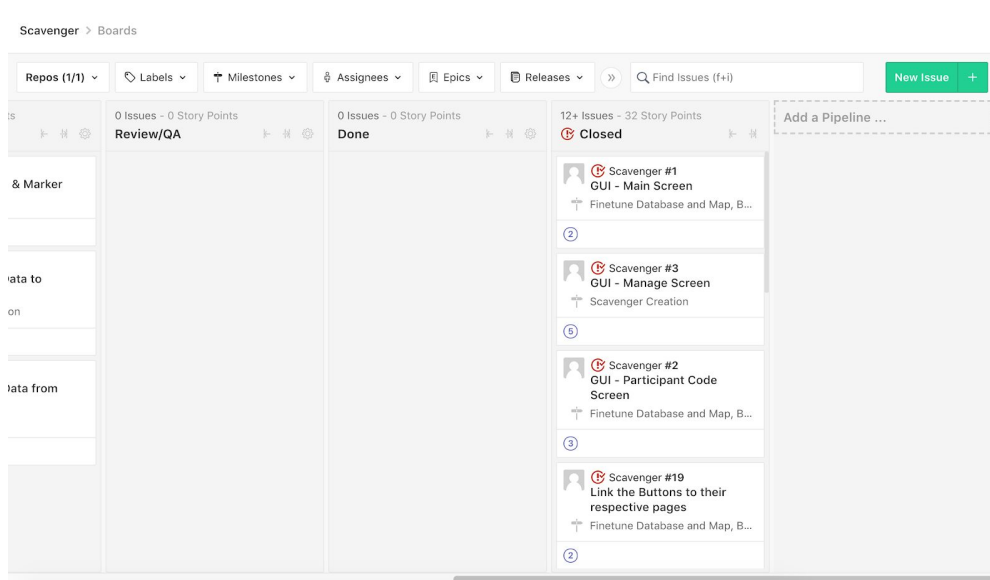 Scavenger > Boards
Repos (1/1)
Labels
Milestones
Assignees
Epics
Releases
Find Issues (f+i)
New Issue
+
ts
& Marker
Data to
on
Data from
0 Issues - 0 Story Points
Review/QA
0 Issues - 0 Story Points
Done
12+ Issues - 32 Story Points
Closed
Scavenger #1
GUI - Main Screen
Finetune Database and Map, B...
2
Scavenger #3
GUI - Manage Screen
Scavenger Creation
5
Scavenger #2
GUI - Participant Code
Screen
Finetune Database and Map, B...
3
Scavenger #19
Link the Buttons to their
respective pages
Finetune Database and Map, B...
2
Add a Pipeline ...